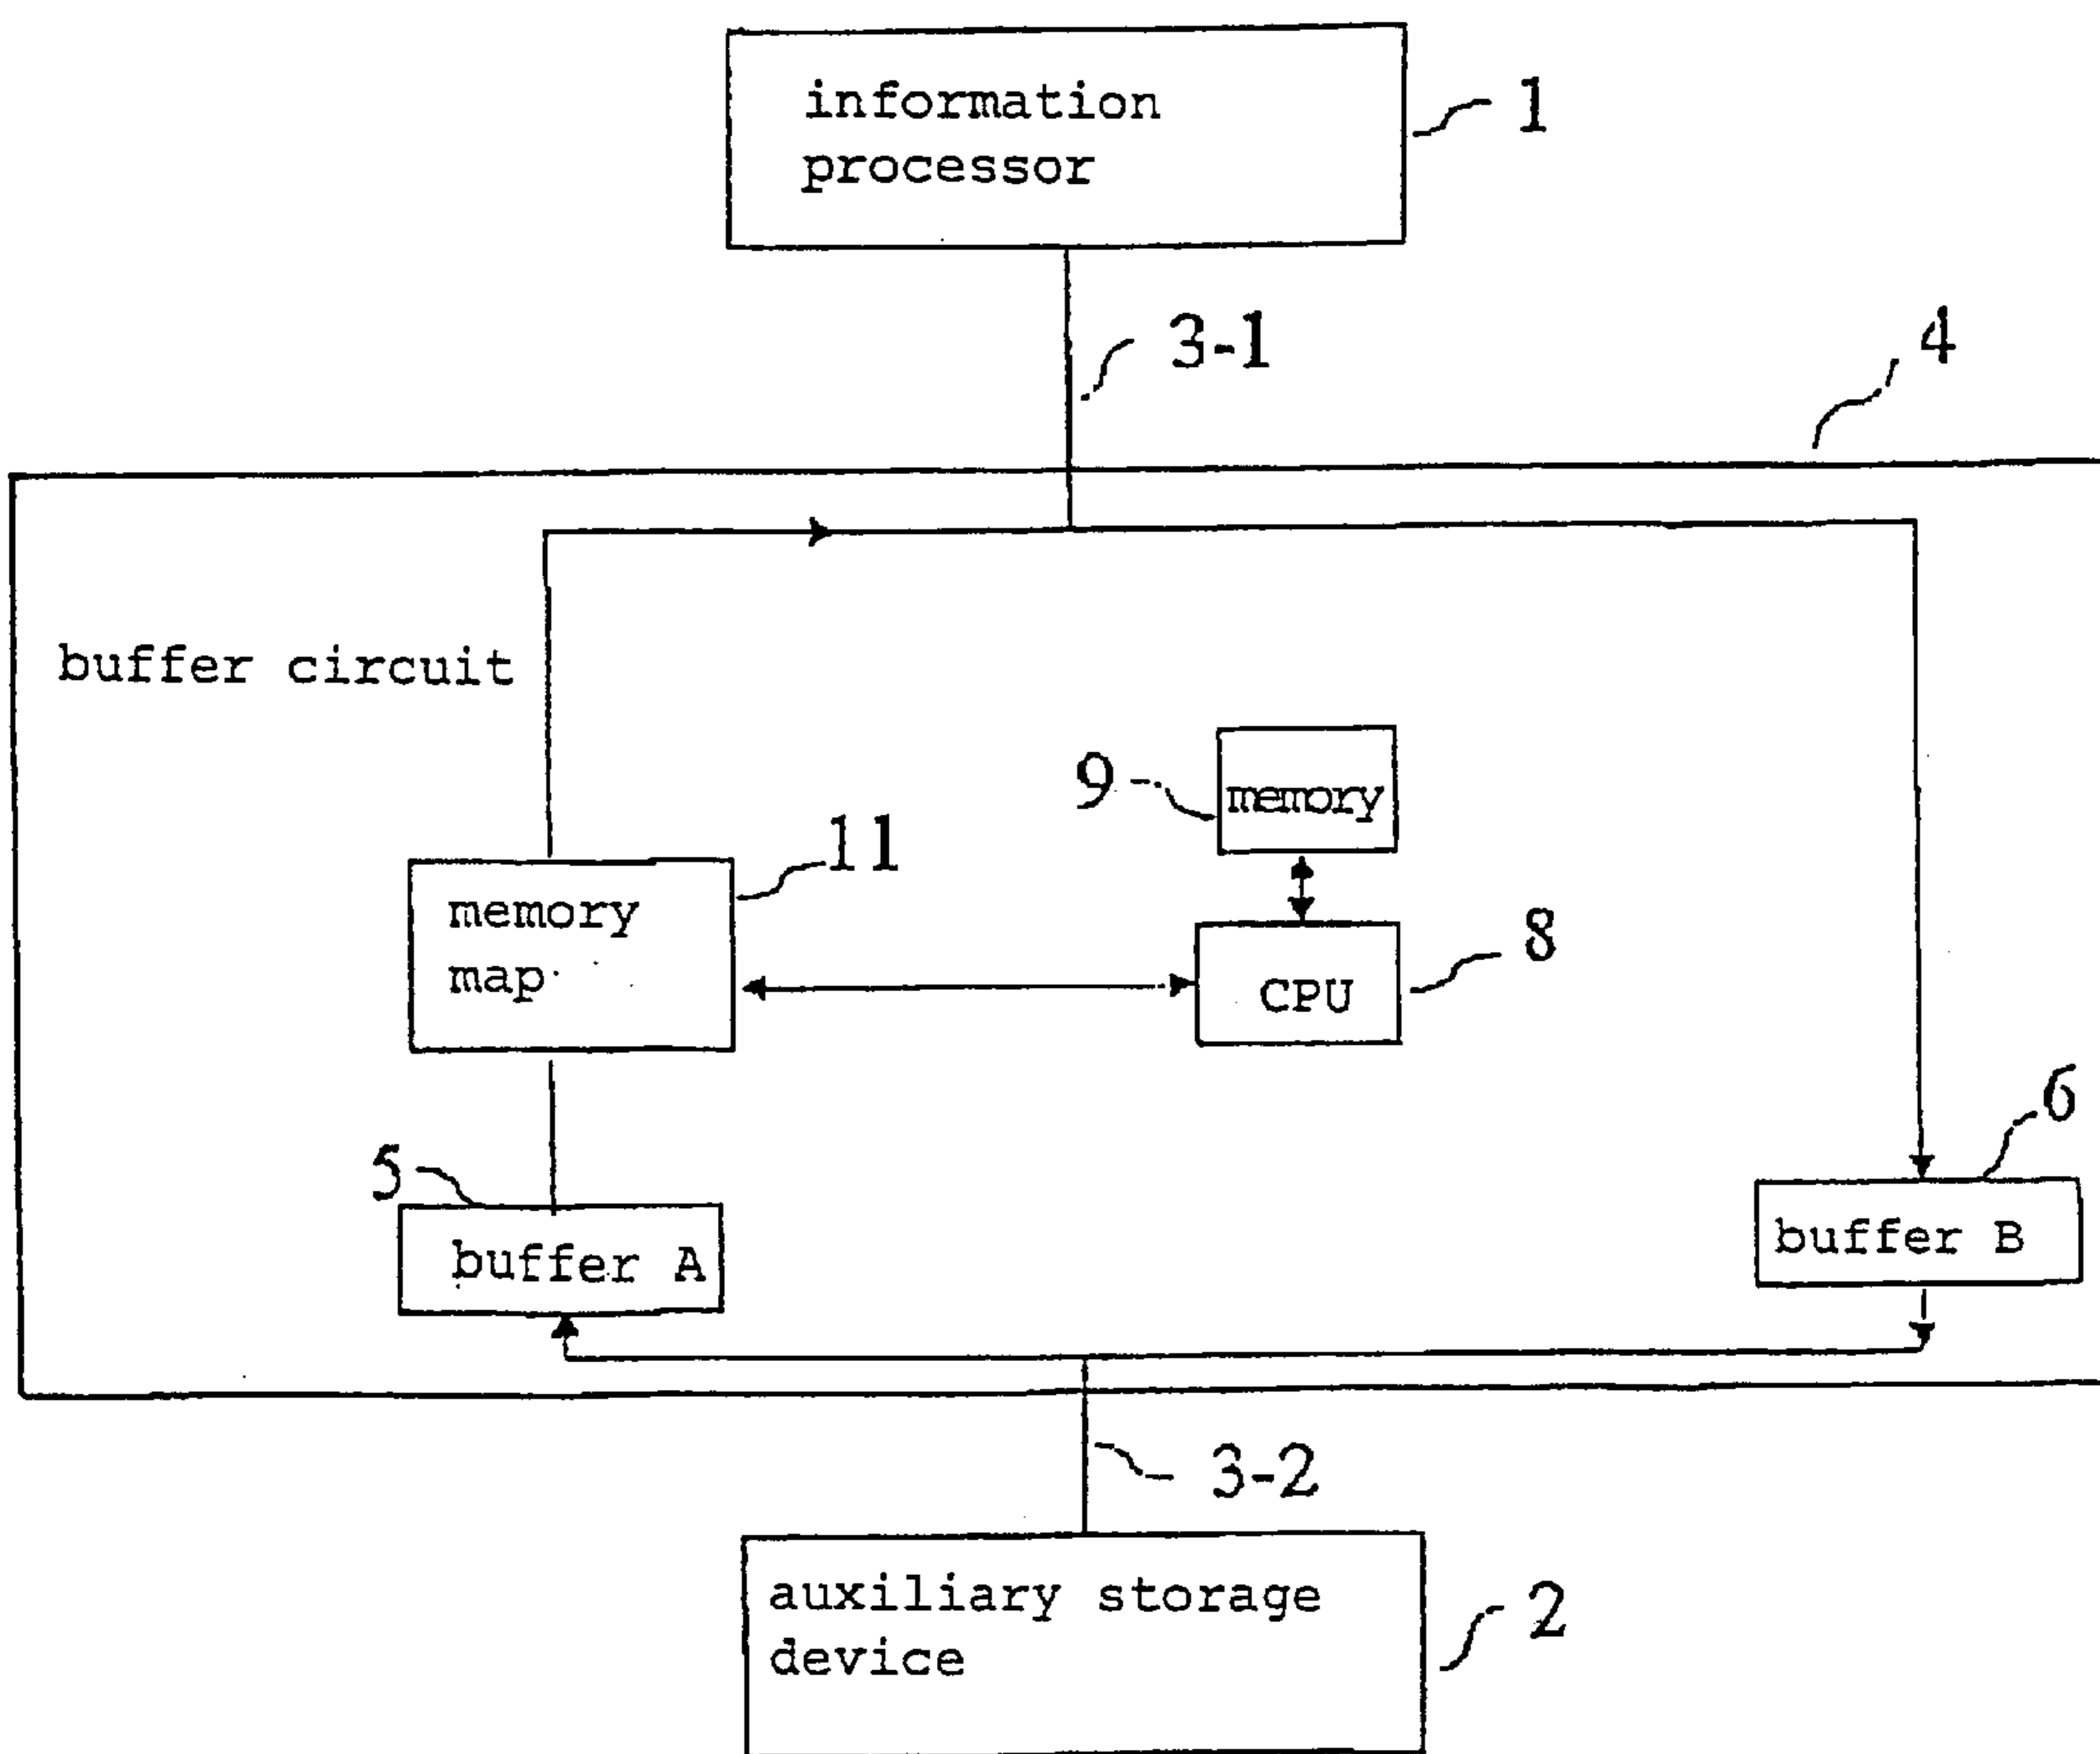 information
processor
1
3-1
4
buffer circuit
9
memory
11
memory
map
8
CPU
5
6
buffer A
buffer B
3-2
auxiliary storage
device
2